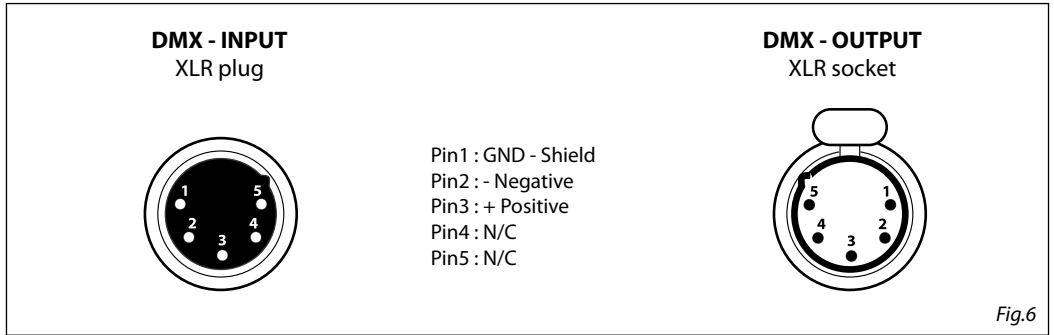 DMX - INPUT
XLR plug
1
5
2
4
3
Pin1 : GND - Shield
Pin2 : - Negative
Pin3 : + Positive
Pin4 : N/C
Pin5 : N/C
DMX - OUTPUT
XLR socket
5
1
4
2
3
Fig.6